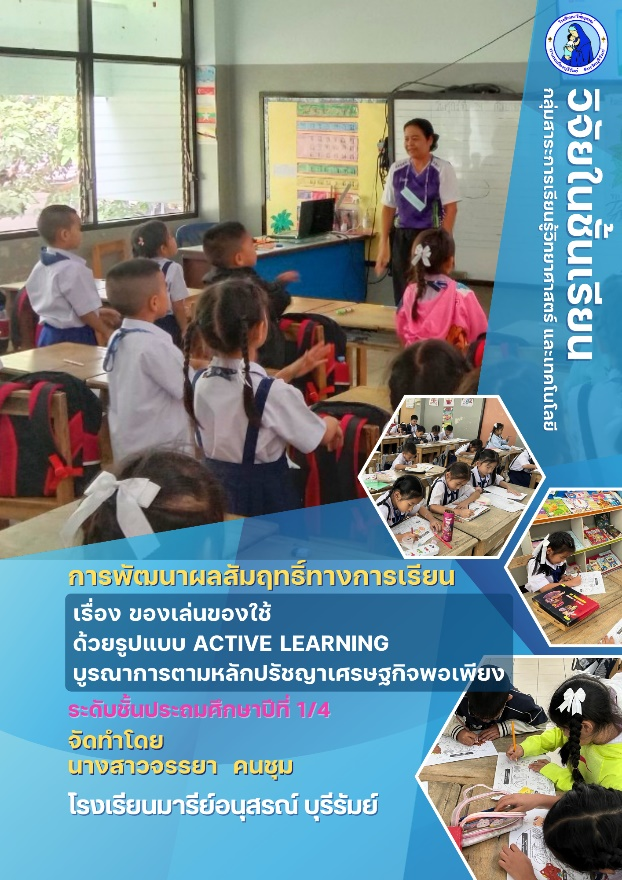 วิจัยในชั้นเรียน
กลุ่มสาระการเรียนรู้วิทยาศาสตร์ และเทคโนโลยี
การพัฒนาผลสัมฤทธิ์ทางการเรียน
เรื่อง ของเล่นของใช้
ด้วยรูปแบบ ACTIVE LEARNING
บูรณาการตามหลักปรัชญาเศรษฐกิจพอเพียง
ระดับชั้นประถมศึกษาปีที่ 1/4
จัดทำโดย
นางสาวจรรยา คนชุม
โรงเรียนมารีย์อนุสรณ์ บุรีรัมย์